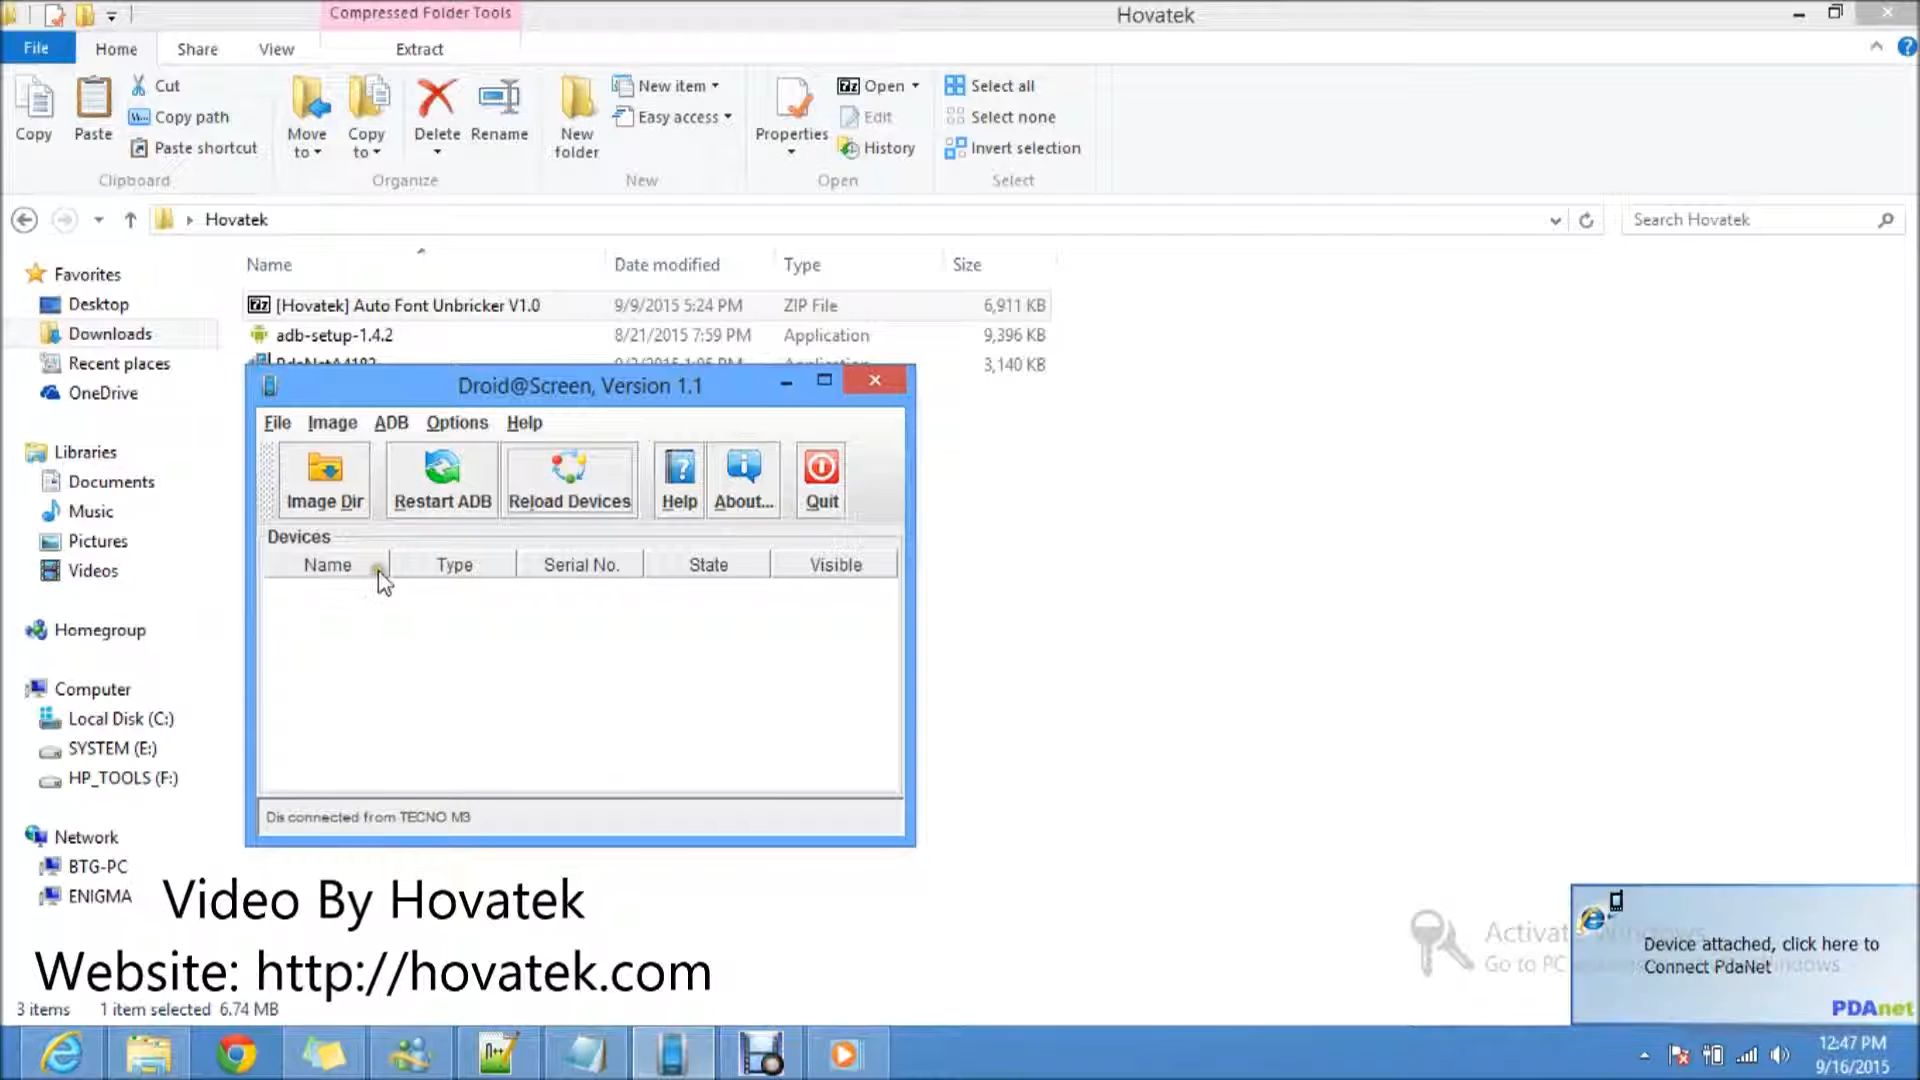 Compressed Folder Tools
Hovatek
File
Home
Share
View
Extract
Copy
Paste
Cut
Copy path
Paste shortcut
Clipboard
Move to
Copy to
Delete
Rename
Organize
New folder
New item
Easy access
New
Properties
Open
Edit
History
Open
Select all
Select none
Invert selection
Select
Hovatek
Search Hovatek
Name
Date modified
Type
Size
[Hovatek] Auto Font Unbricker V1.0
9/9/2015 5:24 PM
ZIP File
6,911 KB
adb-setup-1.4.2
8/21/2015 7:59 PM
Application
9,396 KB
3,140 KB
Favorites
Desktop
Downloads
Recent places
OneDrive
Libraries
Documents
Music
Pictures
Videos
Homegroup
Computer
Local Disk (C:)
SYSTEM (E:)
HP_TOOLS (F:)
Network
BTG-PC
ENIGMA
Droid@Screen, Version 1.1
File
Image
ADB
Options
Help
Image Dir
Restart ADB
Reload Devices
Help
About...
Quit
Devices
Name
Type
Serial No.
State
Visible
Disconnected from TECNO M3
Video By Hovatek
Website: http://hovatek.com
3 items
1 item selected 6.74 MB
Device attached, click here to
Connect PdaNet
PDAnet
12:47 PM
9/16/2015